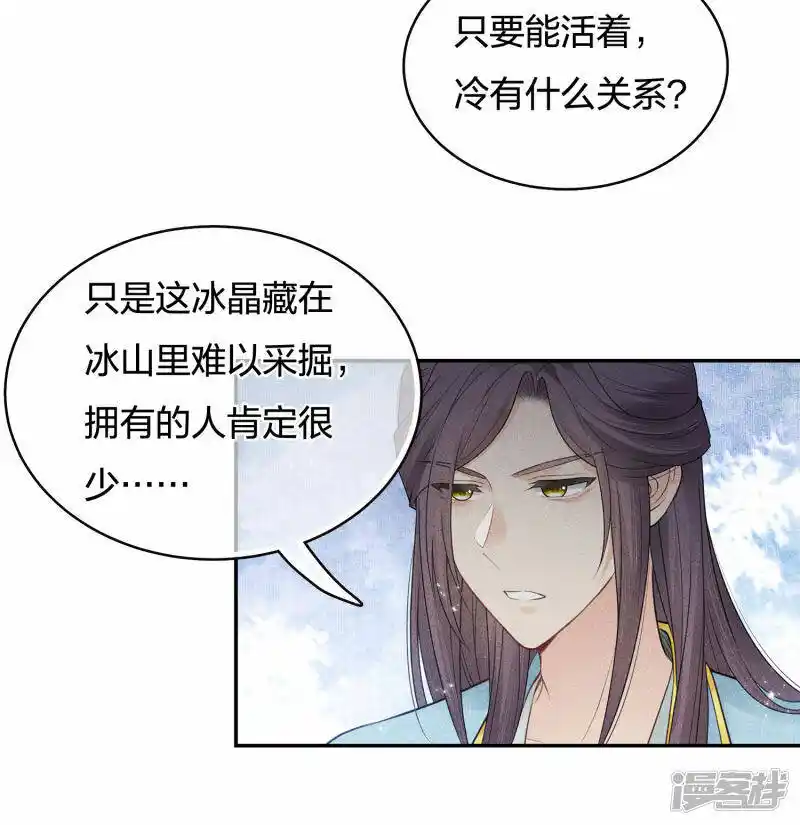 只要能活着，
冷有什么关系？
只是这冰晶藏在
冰山里难以采掘，
拥有的人肯定很
少……
漫客栈